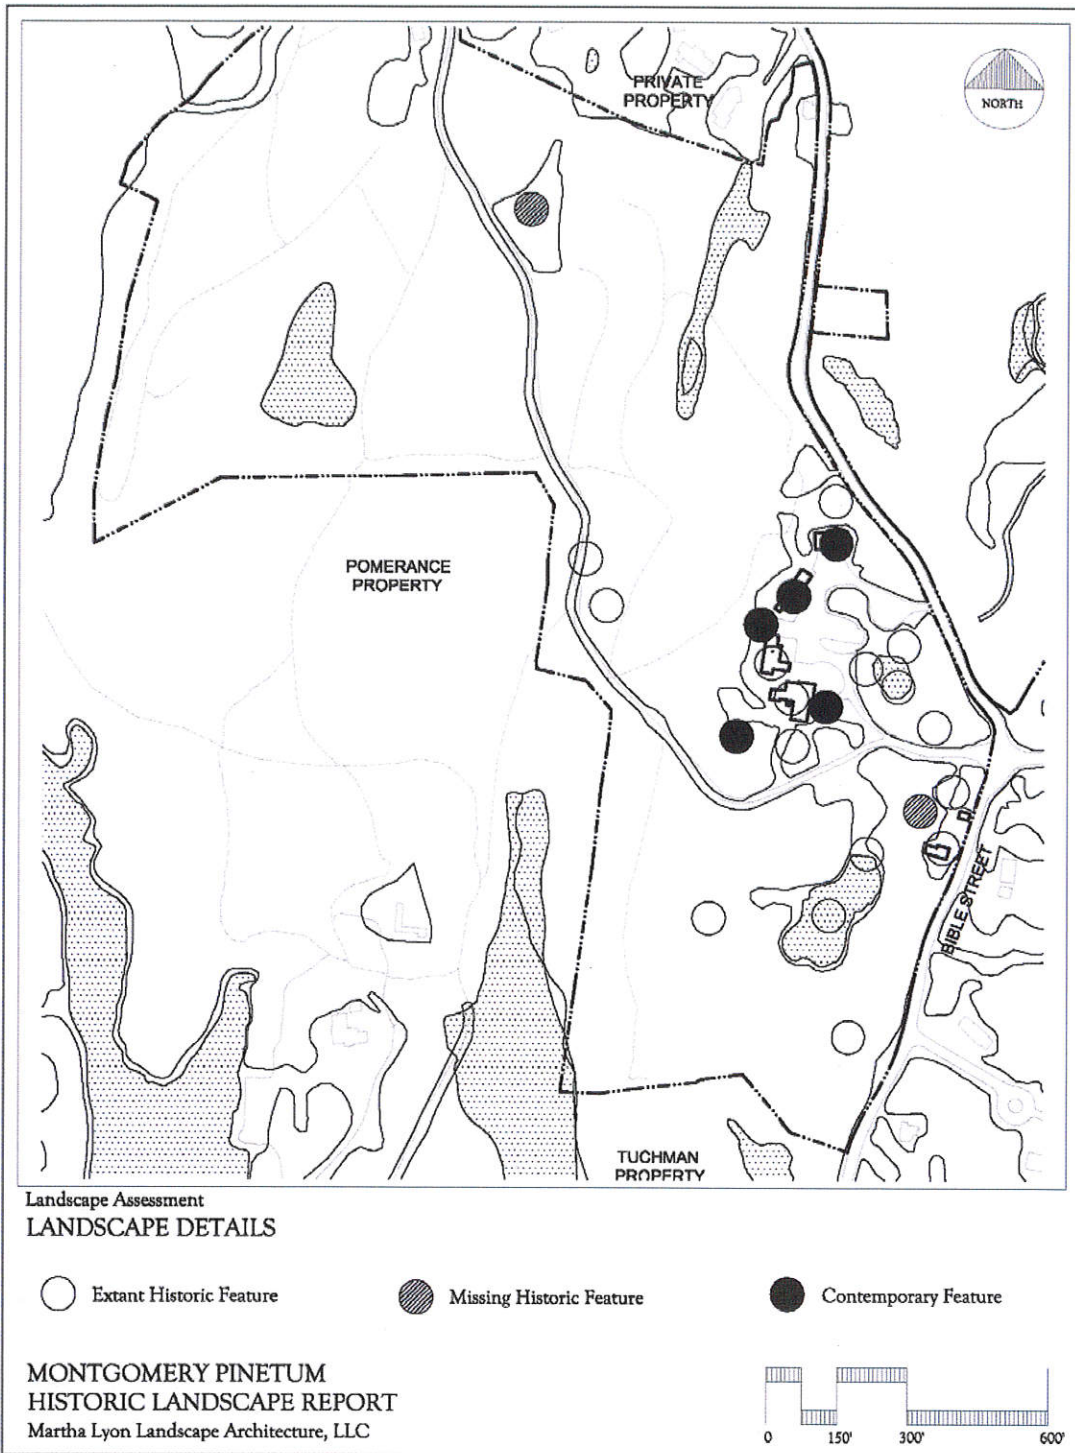 PRIVATE
PROPERTY
NORTH
POMERANCE
PROPERTY
BIBLE STREET
TUCHMAN
PROPERTY
Landscape Assessment
LANDSCAPE DETAILS
Extant Historic Feature
Missing Historic Feature
Contemporary Feature
MONTGOMERY PINETUM
HISTORIC LANDSCAPE REPORT
Martha Lyon Landscape Architecture, LLC
0 150' 300' 600'